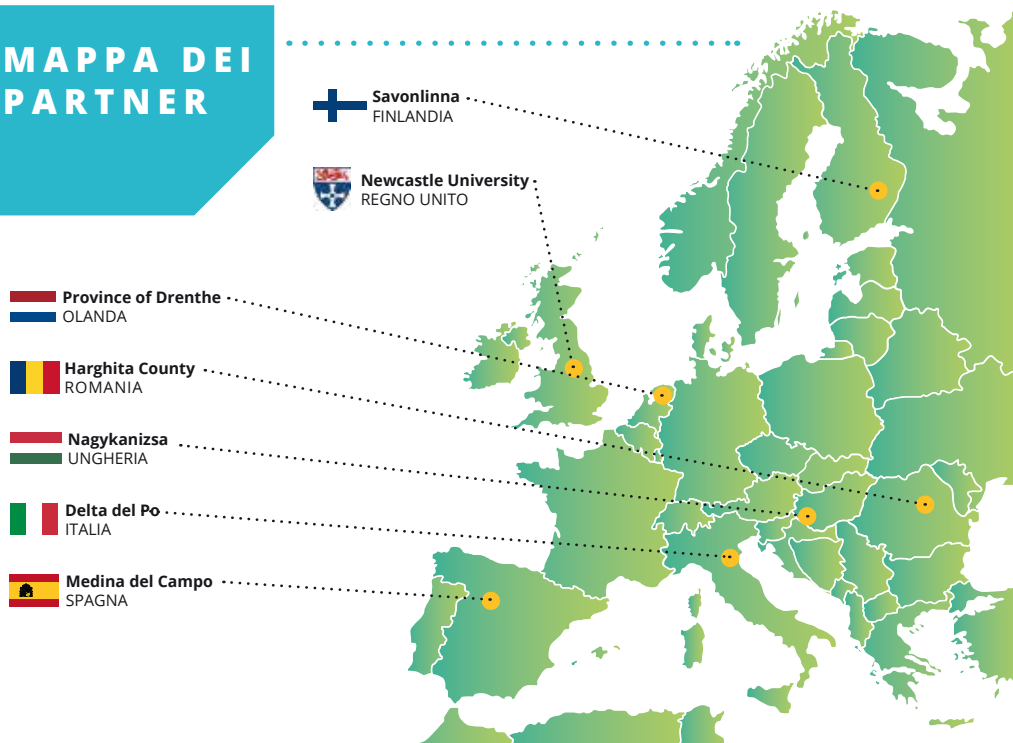 MAPPA DEI
PARTNER
Savonlinna
FINLANDIA
Newcastle University
REGNO UNITO
Province of Drenthe
OLANDA
Harghita County
ROMANIA
Nagykanizsa
UNGHERIA
Delta del Po
ITALIA
Medina del Campo
SPAGNA